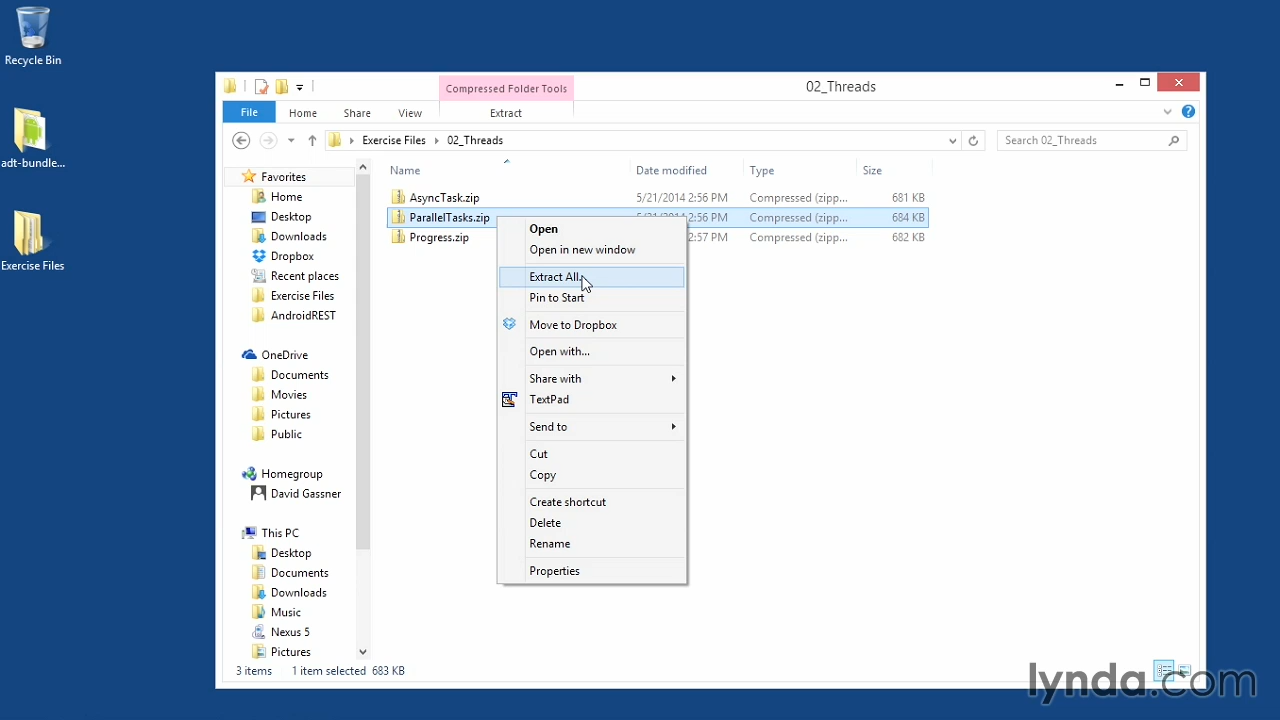 Recycle Bin
adt-bundle...
Exercise Files
Compressed Folder Tools
02_Threads
File
Home
Share
View
Extract
Exercise Files
02_Threads
Search 02_Threads
Name
Date modified
Type
Size
AsyncTask.zip
5/21/2014 2:56 PM
Compressed (zipp...
681 KB
ParallelTasks.zip
2:56 PM
Compressed (zipp...
684 KB
Progress.zip
2:57 PM
Compressed (zipp...
682 KB
Favorites
Home
Desktop
Downloads
Dropbox
Recent places
Exercise Files
AndroidREST
OneDrive
Documents
Movies
Pictures
Public
Homegroup
David Gassner
This PC
Desktop
Documents
Downloads
Music
Nexus 5
Pictures
Open
Open in new window
Extract All...
Pin to Start
Move to Dropbox
Open with...
Share with
TextPad
Send to
Cut
Copy
Create shortcut
Delete
Rename
Properties
3 items
1 item selected 683 KB
lynda.com